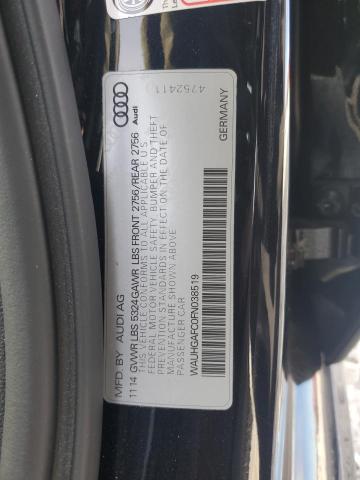 MFD. BY AUDI AG
11 14 GVWR LBS 5324 GAWR LBS FRONT 2756/REAR 2756
THIS VEHICLE CONFORMS TO ALL APPLICABLE U S
FEDERAL MOTOR VEHICLE SAFETY, BUMPER AND THEFT
PREVENTION STANDARDS IN EFFECT ON THE DATE OF
MANUFACTURE SHOWN ABOVE.
PASSENGER CAR
WAUHGAFC0FN038519
GERMANY
Audi
4752411